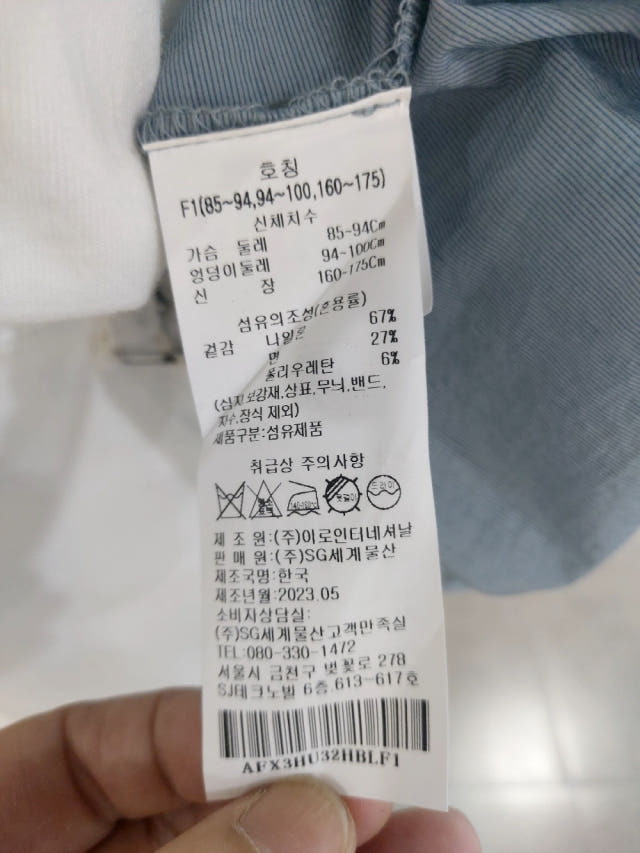 호칭
F1(85~94,94~100,160~175)
신체치수
가슴 둘레 85-94Cm
엉덩이둘레 94-100Cm
신 장 160-175Cm
섬유의조성(혼용률)
겉감 나일론 67%
면 27%
폴리우레탄 6%
(심지,보강재,상표,무늬,밴드,
자수,장식 제외)
제품구분:섬유제품
취급상 주의사항
옷걸이
드라이
제 조 원:(주)이로인터네셔날
판 매 원:(주)SG세계물산
제조국명:한국
제조년월:2023.05
소비자상담실:
(주)SG세계물산고객만족실
TEL:080-330-1472
서울시 금천구 벚꽃로 278
SJ테크노빌 6층.613-617호
AFX3HU32HBLF1